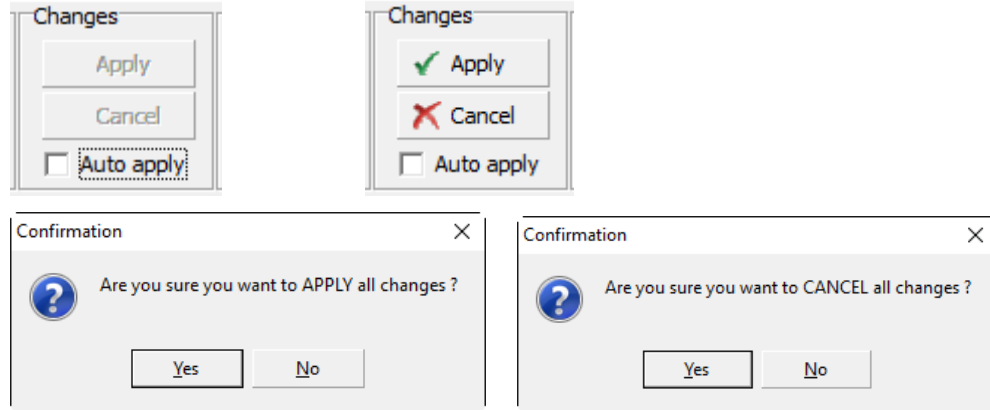 Changes
Apply
Cancel
Auto apply
Changes
Apply
Cancel
Auto apply
Confirmation
Are you sure you want to APPLY all changes ?
Yes
No
Confirmation
Are you sure you want to CANCEL all changes ?
Yes
No